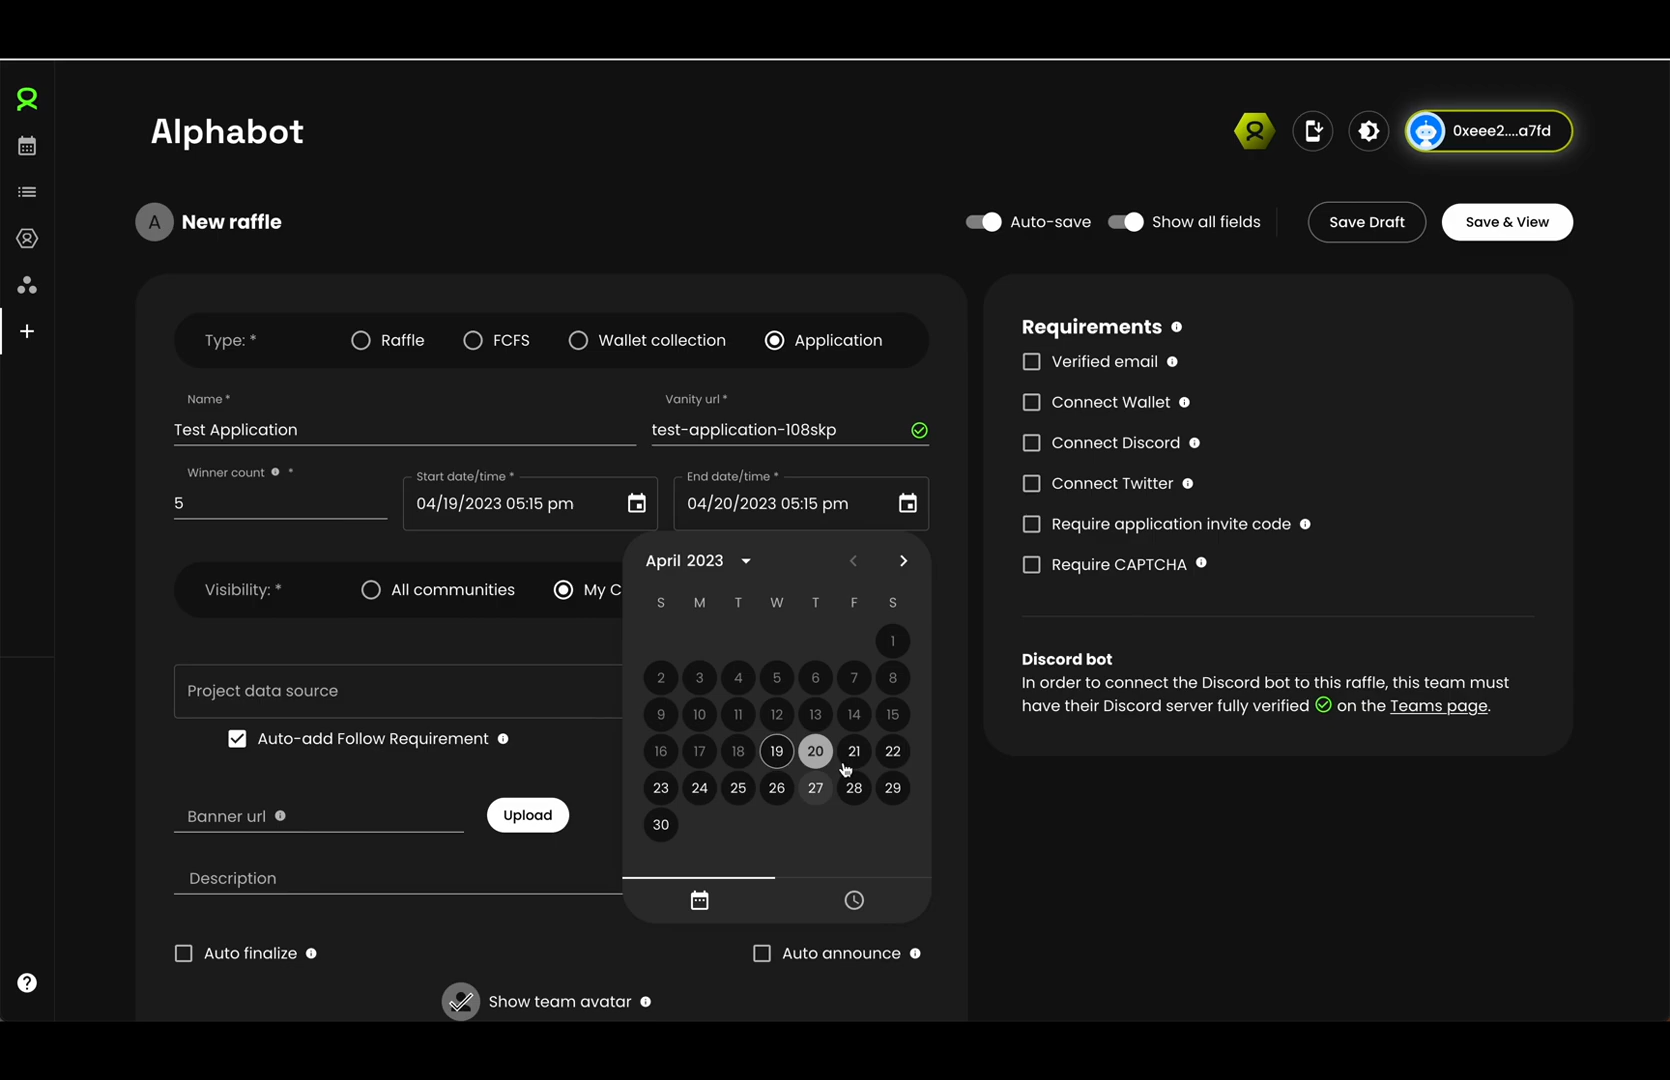 Alphabot
0xeee2....a7fd
A New raffle
Auto-save Show all fields Save Draft Save & View
Type: * Raffle FCFS Wallet collection Application
Name *
Vanity url *
Test Application
test-application-108skp
Winner count *
Start date/time *
End date/time *
5
04/19/2023 05:15 pm
04/20/2023 05:15 pm
April 2023
S M T W T F S
1
2 3 4 5 6 7 8
9 10 11 12 13 14 15
16 17 18 19 20 21 22
23 24 25 26 27 28 29
30
Visibility: * All communities My C
Project data source
Auto-add Follow Requirement
Banner url
Upload
Description
Auto finalize
Auto announce
Show team avatar
Requirements
Verified email
Connect Wallet
Connect Discord
Connect Twitter
Require application invite code
Require CAPTCHA
Discord bot
In order to connect the Discord bot to this raffle, this team must
have their Discord server fully verified on the Teams page.